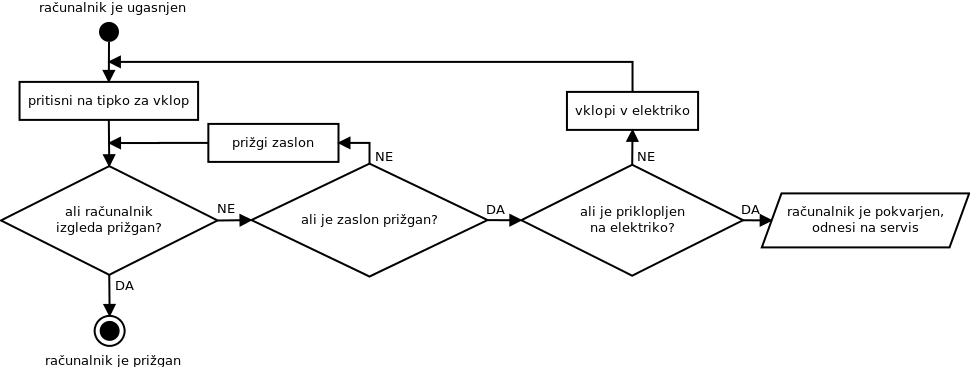 računalnik je ugasnjen
pritisni na tipko za vklop
vklopi v elektriko
prižgi zaslon
NE
NE
ali računalnik
izgleda prižgan?
NE
ali je zaslon prižgan?
DA
ali je priklopljen
na elektriko?
DA
računalnik je pokvarjen,
odnesi na servis
DA
računalnik je prižgan